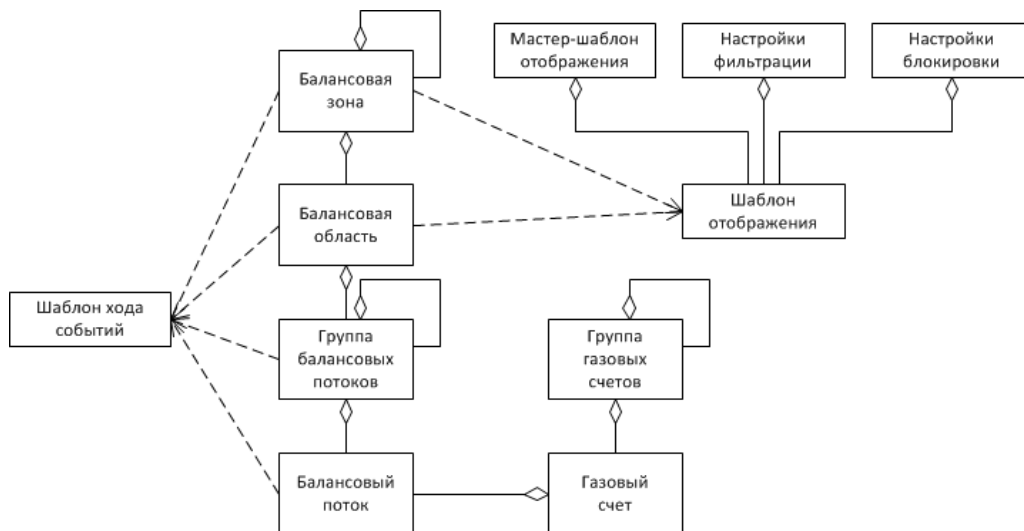 Балансовая
зона
Мастер-шаблон
отображения
Настройки
фильтрации
Настройки
блокировки
Балансовая
область
Шаблон
отображения
Шаблон хода
событий
Группа
балансовых
потоков
Группа
газовых
счетов
Балансовый
поток
Газовый
счет